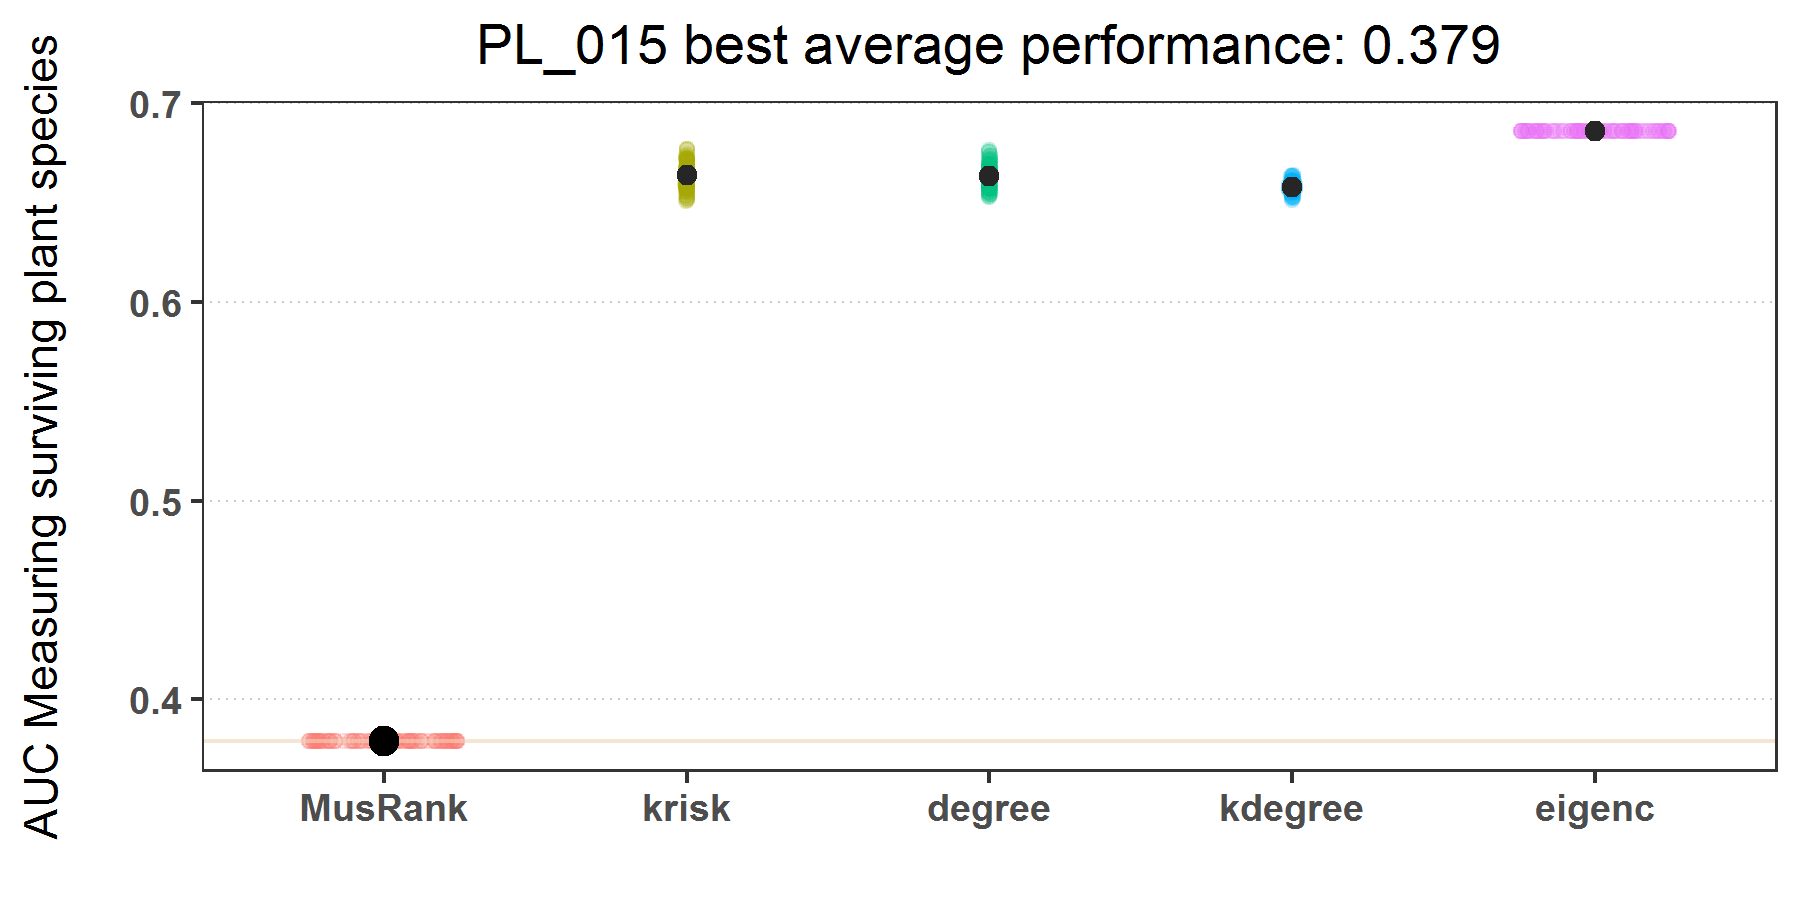 PL_015 best average performance: 0.379
AUC Measuring surviving plant species
0.7
0.6
0.5
0.4
MusRank krisk degree kdegree eigenc